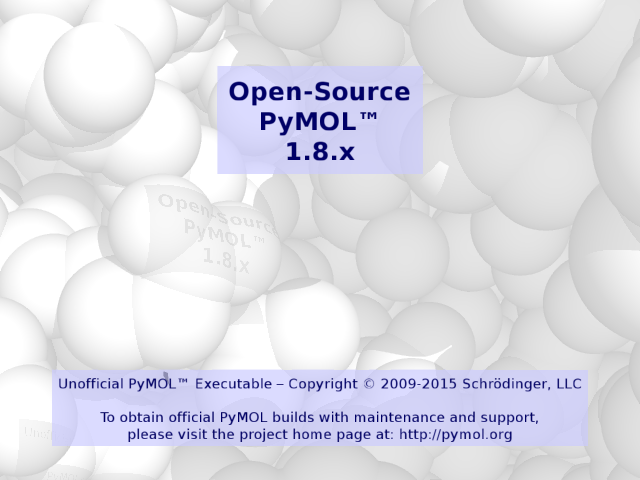 Open-Source
PyMOL™
1.8.x
Open-Source
PyMOL™
1.8.x
Unofficial PyMOL™ Executable – Copyright © 2009-2015 Schrödinger, LLC
To obtain official PyMOL builds with maintenance and support,
please visit the project home page at: http://pymol.org